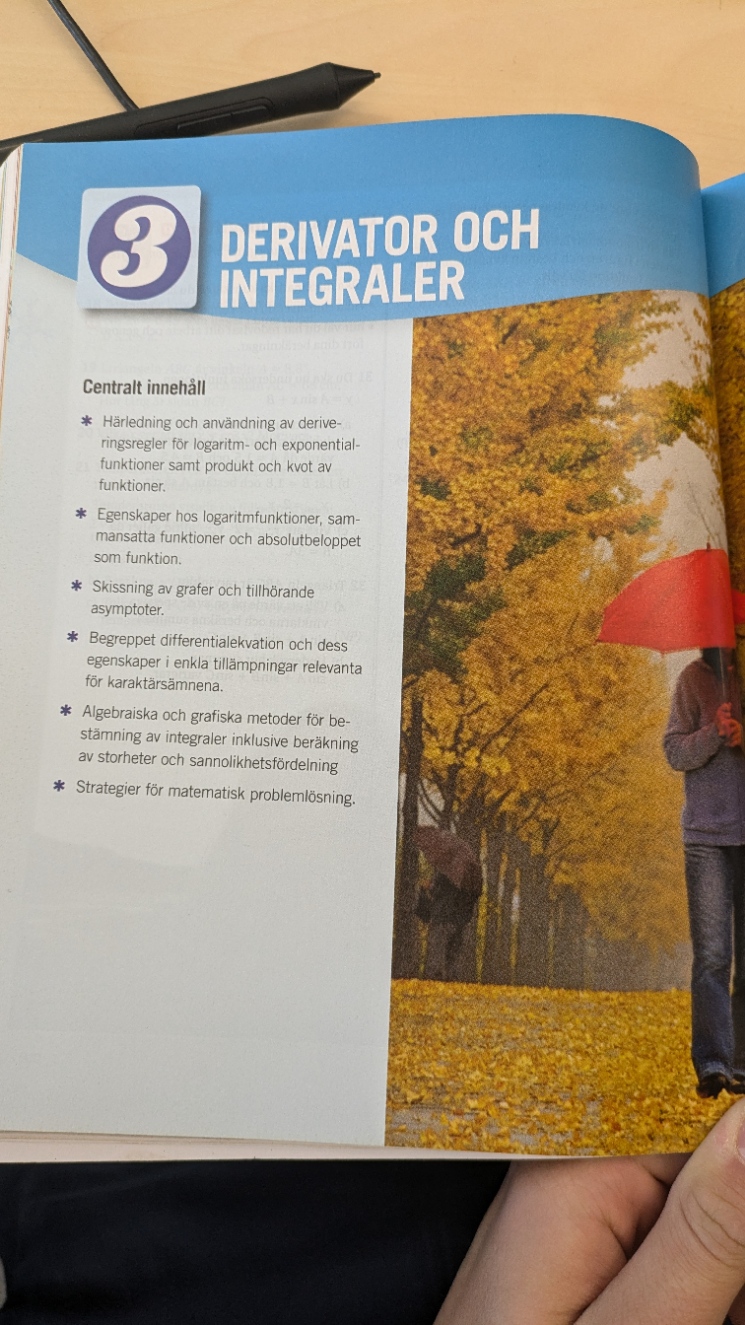 3
DERIVATOR OCH
INTEGRALER
Centralt innehåll
* Härledning och användning av derive-
ringsregler för logaritm- och exponential-
funktioner samt produkt och kvot av
funktioner.
* Egenskaper hos logaritmfunktioner, sam-
mansatta funktioner och absolutbeloppet
som funktion.
* Skissning av grafer och tillhörande
asymptoter.
* Begreppet differentialekvation och dess
egenskaper i enkla tillämpningar relevanta
för karaktärsämnena.
* Algebraiska och grafiska metoder för be-
stämning av integraler inklusive beräkning
av storheter och sannolikhetsfördelning
* Strategier för matematisk problemlösning.